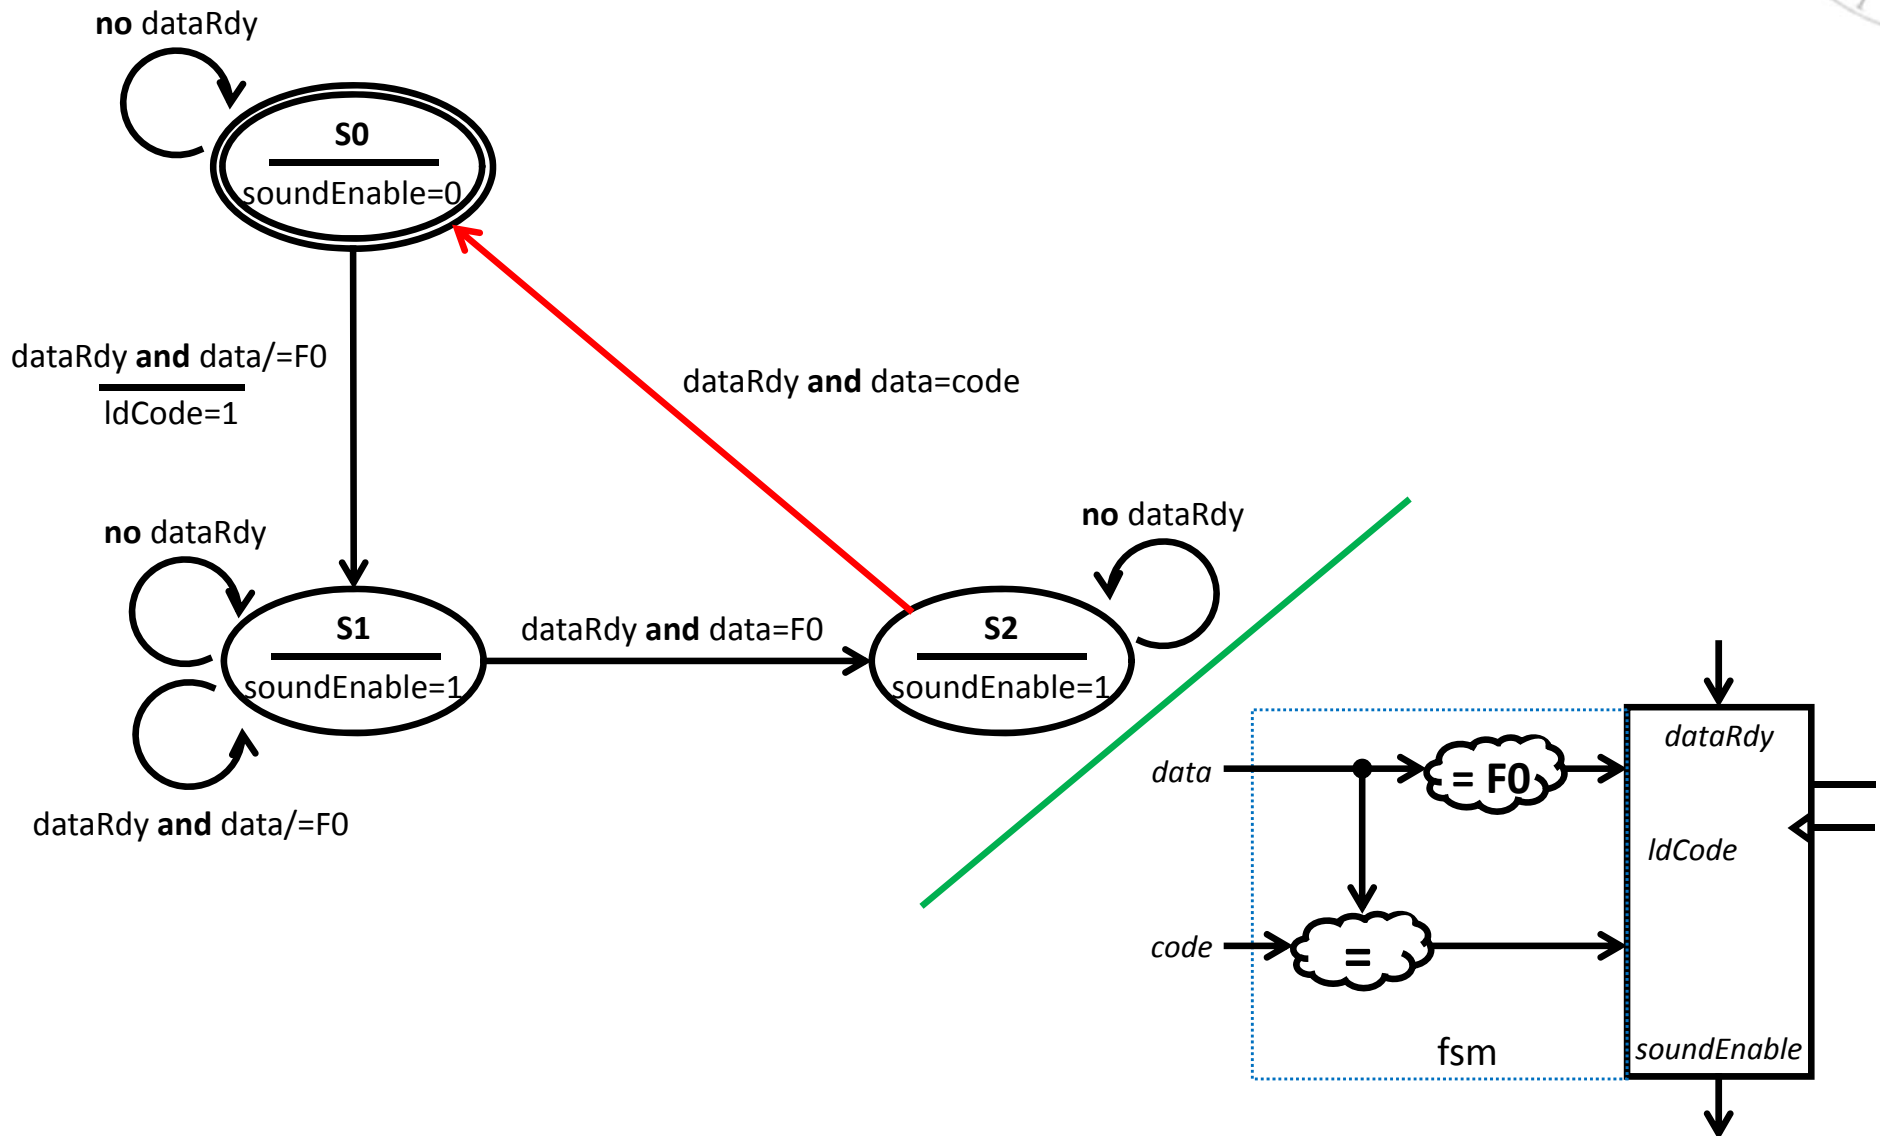 no dataRdy
S0
soundEnable=0
dataRdy and data/=F0
ldCode=1
dataRdy and data=code
no dataRdy
no dataRdy
S1
soundEnable=1
dataRdy and data=F0
S2
soundEnable=1
dataRdy and data/=F0
dataRdy
data
= F0
ldCode
code
=
fsm
soundEnable